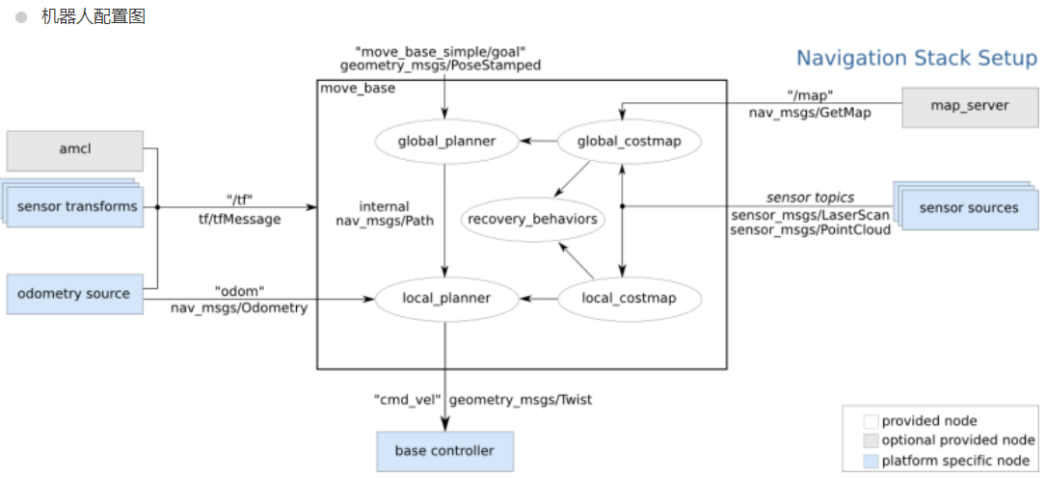 机器人配置图
Navigation Stack Setup
"move_base_simple/goal"
geometry_msgs/PoseStamped
move_base
"/map"
nav_msgs/GetMap
map_server
amcl
global_planner
global_costmap
sensor transforms
"/tf"
tf/tfMessage
internal
nav_msgs/Path
recovery_behaviors
sensor topics
sensor_msgs/LaserScan
sensor_msgs/PointCloud
sensor sources
odometry source
"odom"
nav_msgs/Odometry
local_planner
local_costmap
"cmd_vel" geometry_msgs/Twist
base controller
provided node
optional provided node
platform specific node